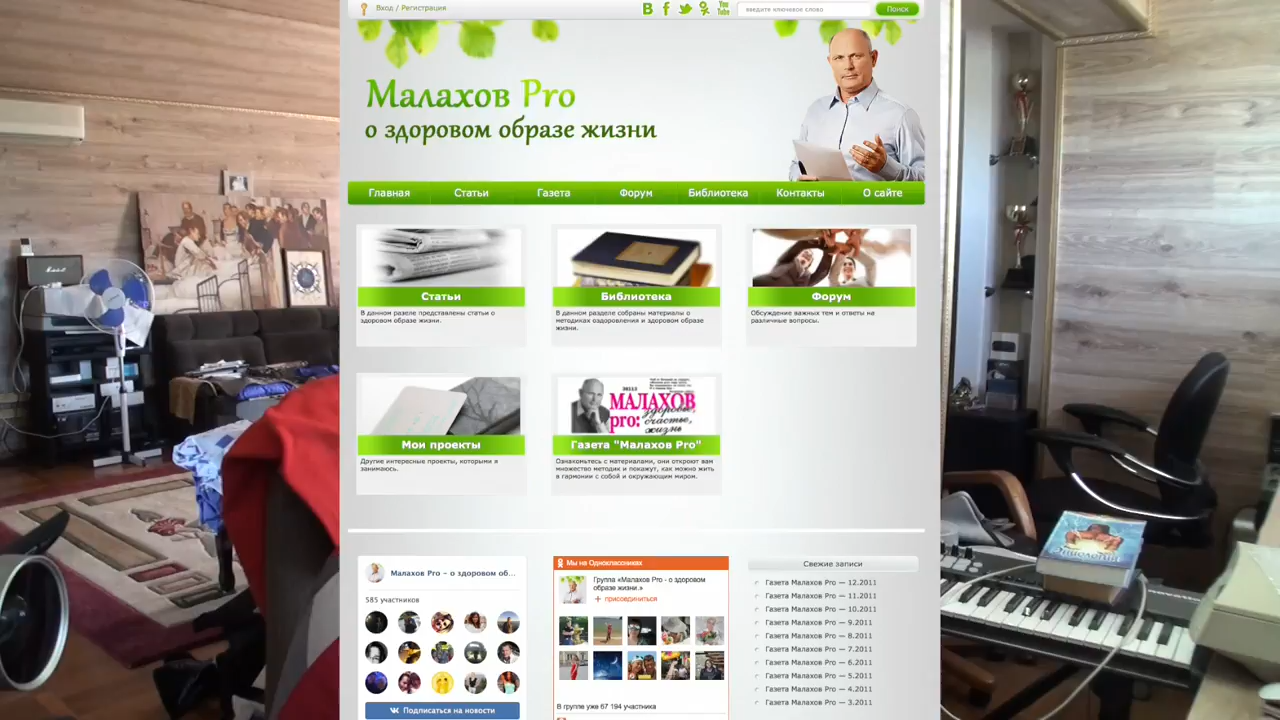 Вход / Регистрация
В f You Tube введите ключевое слово Поиск
Малахов Pro
о здоровом образе жизни
Главная Статьи Газета Форум Библиотека Контакты О сайте
Статьи
В данном разеле представлены статьи о
здоровом образе жизни.
Библиотека
В данном разделе собраны материалы о
методиках оздоровления и здоровом образе
жизни.
Форум
Обсуждение важных тем и ответы на
различные вопросы.
Мои проекты
Другие интересные проекты, которыми я
занимаюсь.
МАЛАХОВ
pro: здоровье,
счастье,
жизнь
Газета "Малахов Pro"
Ознакомьтесь с материалами, они откроют вам
множество методик и покажут, как можно жить
в гармонии с собой и окружающим миром.
Малахов Pro – о здоровом об...
585 участников
Подписаться на новости
Мы на Одноклассниках
Группа «Малахов Pro - о здоровом
образе жизни.»
+ присоединиться
В группе уже 67 194 участника
Свежие записи
Газета Малахов Pro — 12.2011
Газета Малахов Pro — 11.2011
Газета Малахов Pro — 10.2011
Газета Малахов Pro — 9.2011
Газета Малахов Pro — 8.2011
Газета Малахов Pro — 7.2011
Газета Малахов Pro — 6.2011
Газета Малахов Pro — 5.2011
Газета Малахов Pro — 4.2011
Газета Малахов Pro — 3.2011